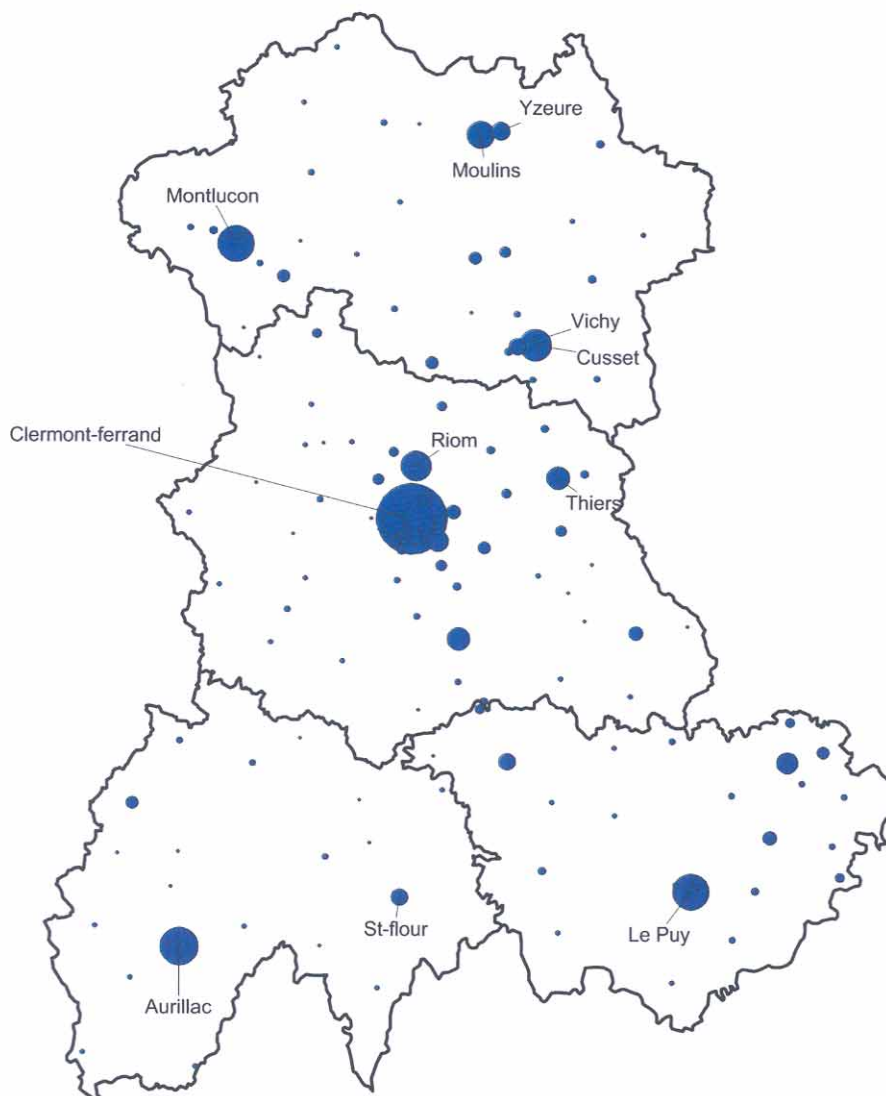 Yzeure
Moulins
Montlucon
Vichy
Cusset
Clermont-ferrand
Riom
Thiers
St-flour
Le Puy
Aurillac